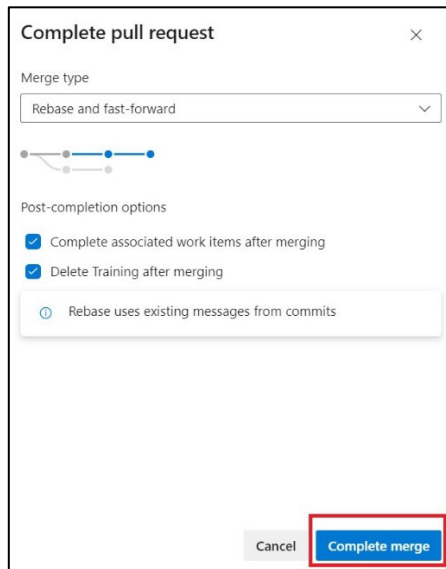 Complete pull request
Merge type
Rebase and fast-forward
Post-completion options
Complete associated work items after merging
Delete Training after merging
Rebase uses existing messages from commits
Cancel
Complete merge